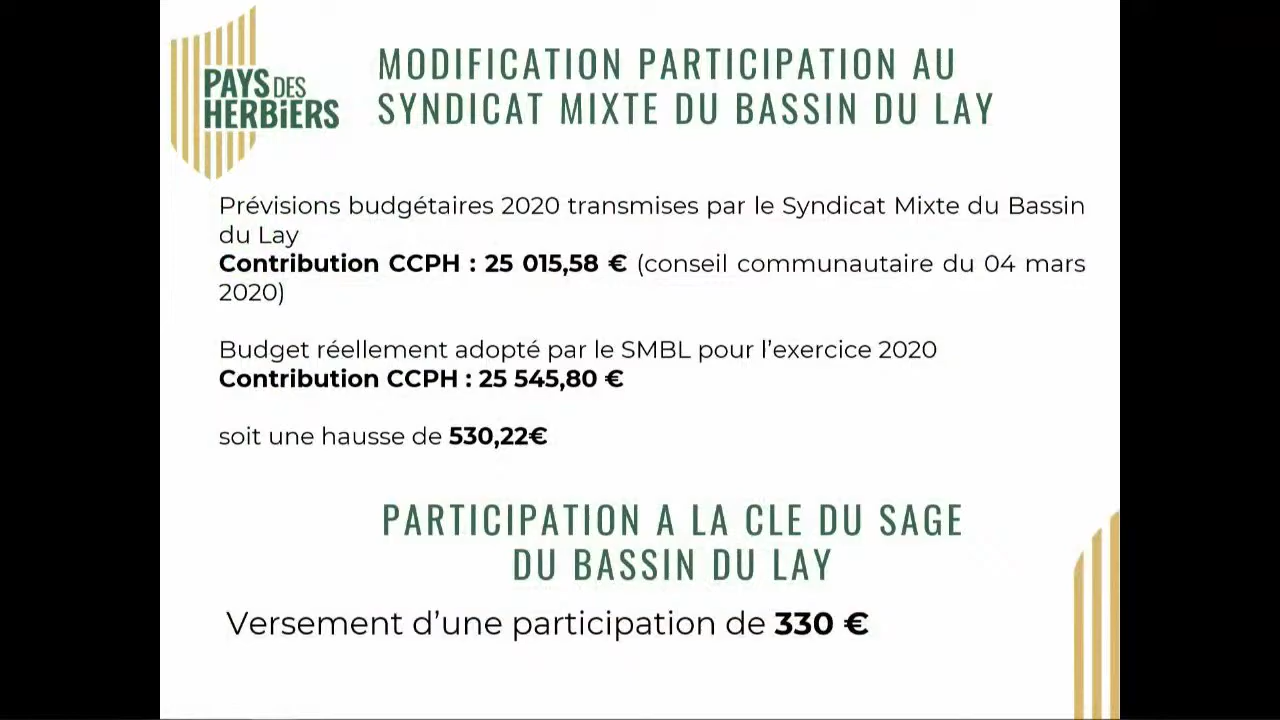 PAYS DES
HERBiERS
MODIFICATION PARTICIPATION AU
SYNDICAT MIXTE DU BASSIN DU LAY
Prévisions budgétaires 2020 transmises par le Syndicat Mixte du Bassin
du Lay
Contribution CCPH : 25 015,58 € (conseil communautaire du 04 mars
2020)
Budget réellement adopté par le SMBL pour l’exercice 2020
Contribution CCPH : 25 545,80 €
soit une hausse de 530,22€
PARTICIPATION A LA CLE DU SAGE
DU BASSIN DU LAY
Versement d’une participation de 330 €